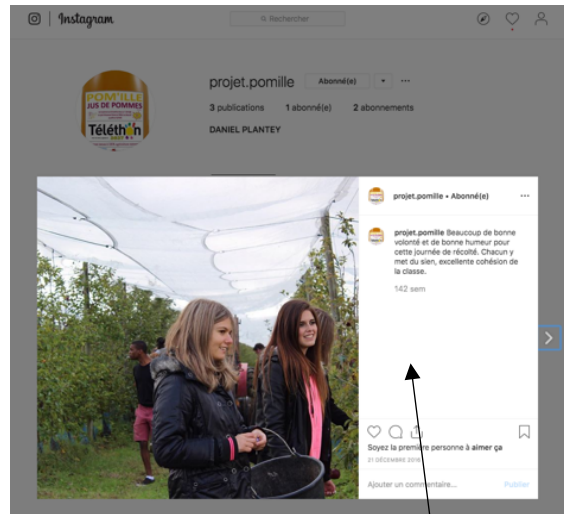 Instagram
Rechercher
projet.pomille Abonné(e) ...
3 publications 1 abonné(e) 2 abonnements
DANIEL PLANTEY
POM'ILLE
JUS DE POMMES
Téléthon
projet.pomille • Abonné(e) ...
projet.pomille Beaucoup de bonne
volonté et de bonne humeur pour
cette journée de récolté. Chacun y
met du sien, excellente cohésion de
la classe.
142 sem
Soyez la première personne à aimer ça
21 DÉCEMBRE 2016
Ajouter un commentaire... Publier